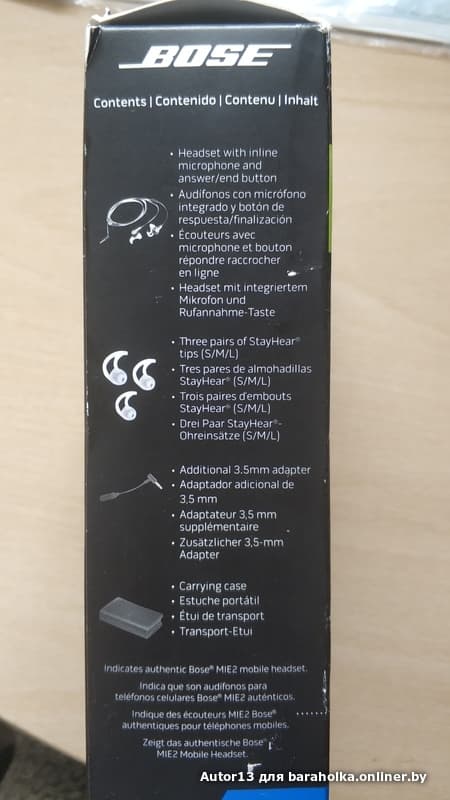 BOSE
Contents | Contenido | Contenu | Inhalt
• Headset with inline
microphone and
answer/end button
• Audífonos con micrófono
integrado y botón de
respuesta/finalización
• Écouteurs avec
microphone et bouton
répondre raccrocher
en ligne
• Headset mit integriertem
Mikrofon und
Rufannahme-Taste
• Three pairs of StayHear®
tips (S/M/L)
• Tres pares de almohadillas
StayHear® (S/M/L)
• Trois paires d'embouts
StayHear® (S/M/L)
• Drei Paar StayHear®-
Ohreinsätze (S/M/L)
• Additional 3.5mm adapter
• Adaptador adicional de
3,5 mm
• Adaptateur 3,5 mm
supplémentaire
• Zusätzlicher 3,5-mm
Adapter
• Carrying case
• Estuche portátil
• Étui de transport
• Transport-Etui
Indicates authentic Bose® MIE2 mobile headset.
Indica que son audífonos para
teléfonos celulares Bose® MIE2 auténticos.
Indique des écouteurs MIE2 Bose®
authentiques pour téléphones mobiles.
Zeigt das authentische Bose®
MIE2 Mobile Headset.
Autor13 для baraholka.onliner.by